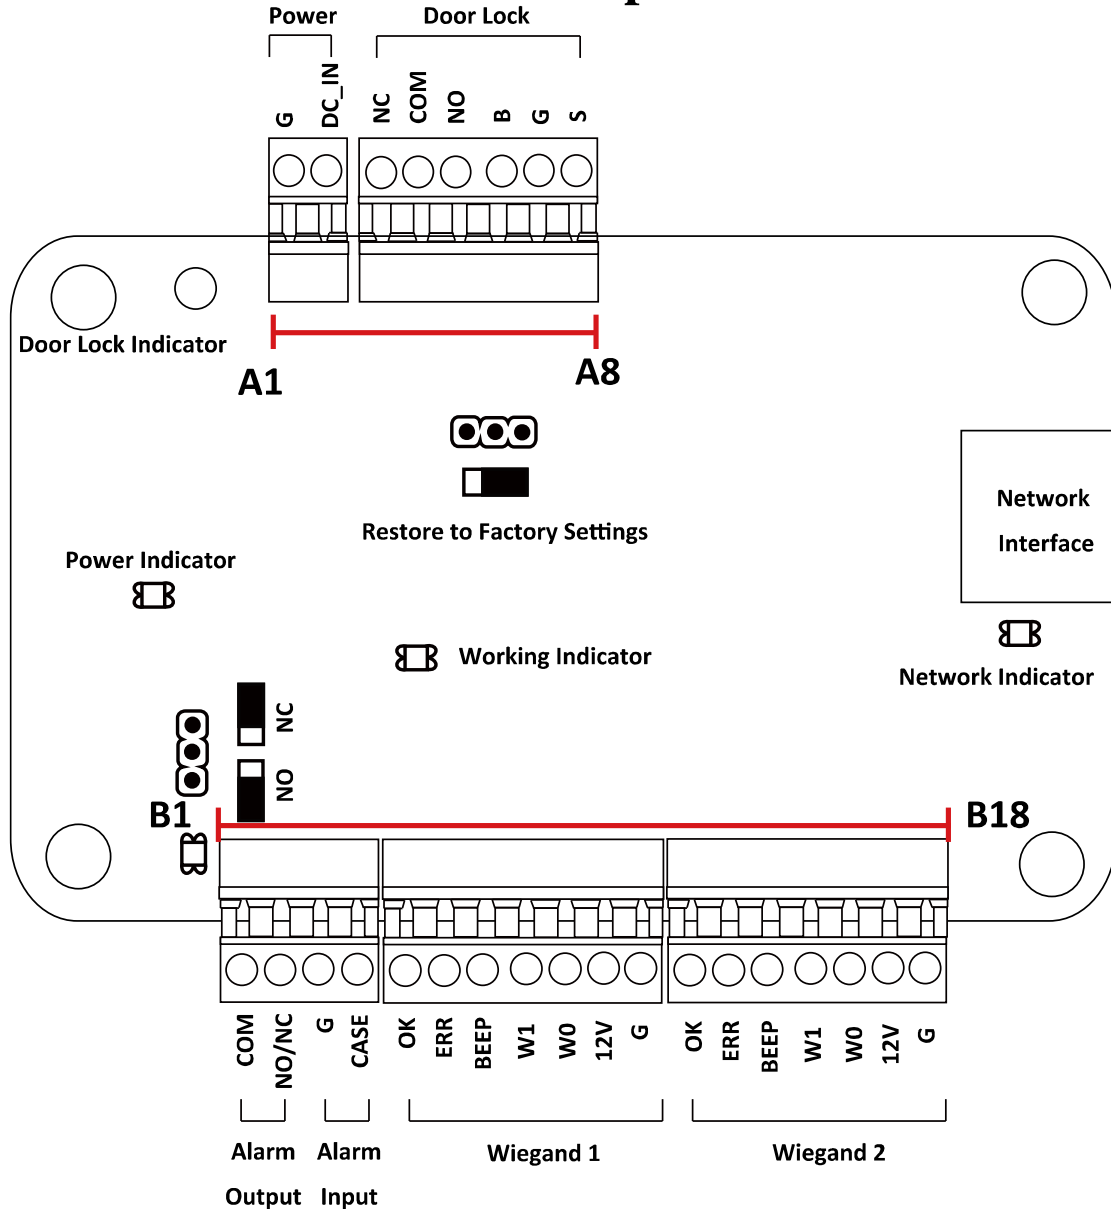 Power
Door Lock
G
DC_IN
NC
COM
NO
B
G
S
Door Lock Indicator
A1
A8
Restore to Factory Settings
Network
Interface
Power Indicator
Working Indicator
Network Indicator
NC
NO
B1
B18
COM
NO/NC
G
CASE
OK
ERR
BEEP
W1
W0
12V
G
OK
ERR
BEEP
W1
W0
12V
G
Alarm
Output
Alarm
Input
Wiegand 1
Wiegand 2